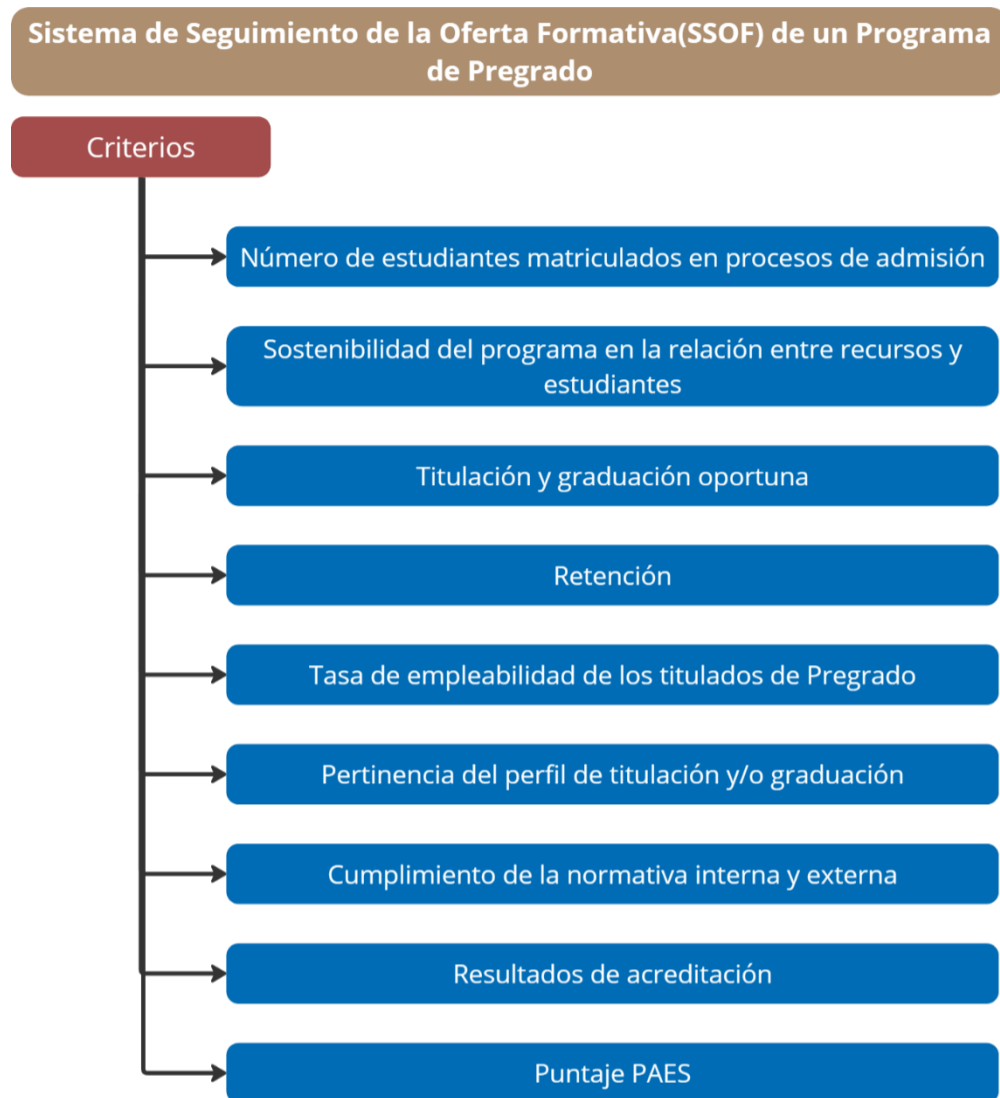 Sistema de Seguimiento de la Oferta Formativa(SSOF) de un Programa
de Pregrado
Criterios
Número de estudiantes matriculados en procesos de admisión
Sostenibilidad del programa en la relación entre recursos y
estudiantes
Titulación y graduación oportuna
Retención
Tasa de empleabilidad de los titulados de Pregrado
Pertinencia del perfil de titulación y/o graduación
Cumplimiento de la normativa interna y externa
Resultados de acreditación
Puntaje PAES